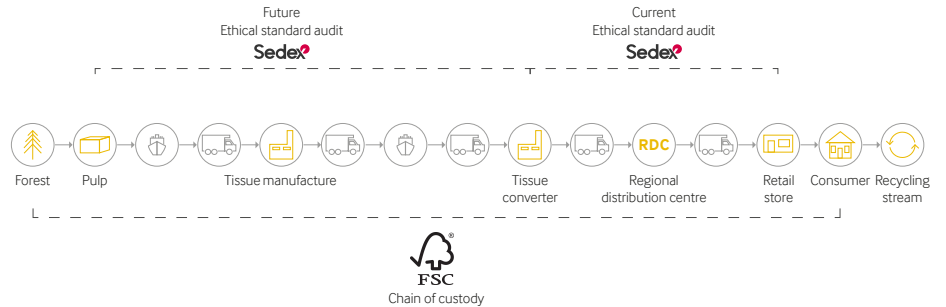 Future
Ethical standard audit
Sedex
Current
Ethical standard audit
Sedex
RDC
Forest
Pulp
Tissue manufacture
Tissue
converter
Regional
distribution centre
Retail
store
Consumer
Recycling
stream
®
FSC
Chain of custody